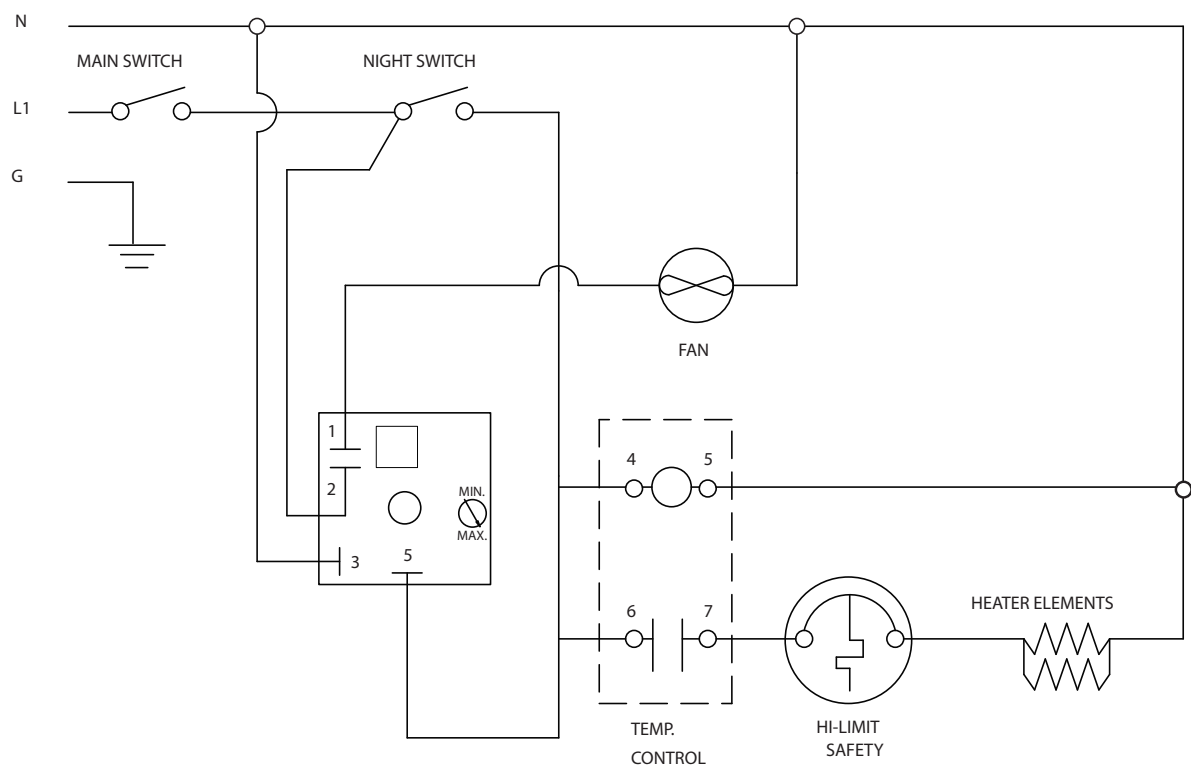 N
MAIN SWITCH
NIGHT SWITCH
L1
G
FAN
1
2
MIN.
MAX.
3
5
4
5
6
7
HEATER ELEMENTS
TEMP.
CONTROL
HI-LIMIT
SAFETY